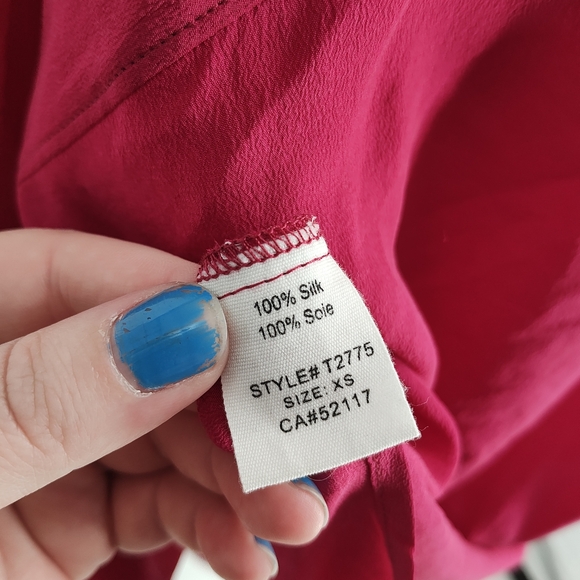 100% Silk
100% Soie
STYLE# T2775
SIZE: XS
CA#52117